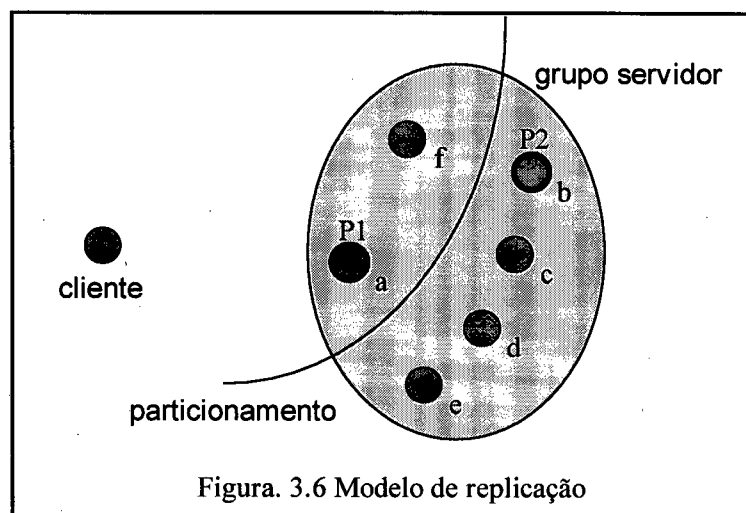 grupo servidor
f
P2
b
P1
a
c
cliente
d
e
particionamento
Figura. 3.6 Modelo de replicação